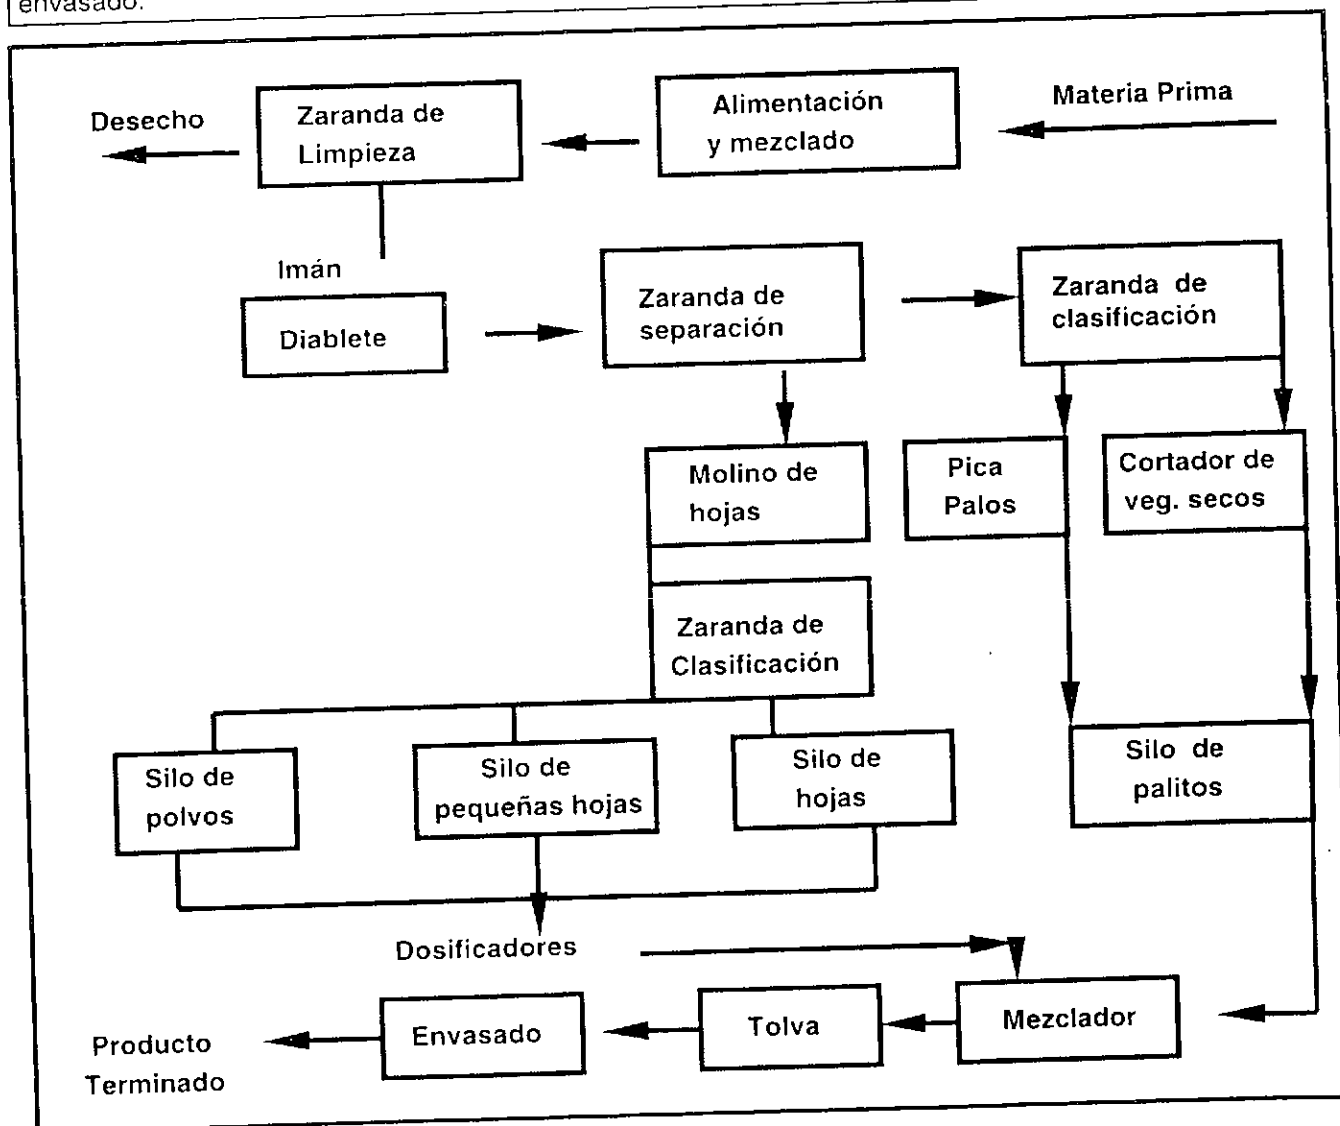 envasado.
Desecho
Zaranda de
Limpieza
Alimentación
y mezclado
Materia Prima
Imán
Diablete
Zaranda de
separación
Zaranda de
clasificación
Molino de
hojas
Pica
Palos
Cortador de
veg. secos
Zaranda de
Clasificación
Silo de
polvos
Silo de
pequeñas hojas
Silo de
hojas
Silo de
palitos
Dosificadores
Producto
Terminado
Envasado
Tolva
Mezclador